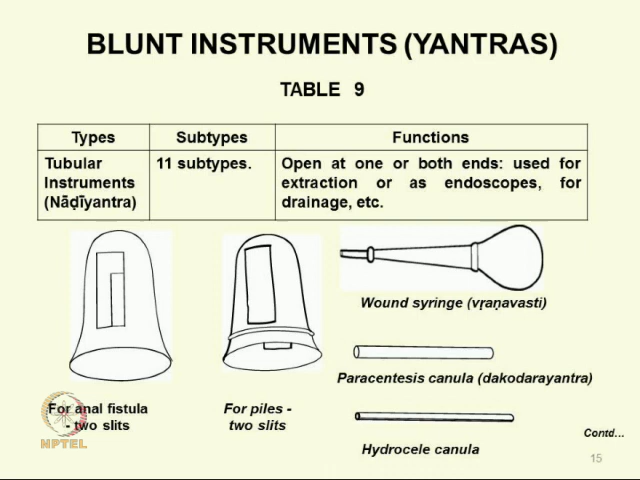 BLUNT INSTRUMENTS (YANTRAS)
TABLE 9
Types Subtypes Functions
Tubular Instruments (Nāḍīyantra)
11 subtypes.
Open at one or both ends: used for
extraction or as endoscopes, for
drainage, etc.
Wound syringe (vṛaṇavasti)
Paracentesis canula (dakodarayantra)
For anal fistula
- two slits
For piles -
two slits
Hydrocele canula
Contd...
NPTEL
15